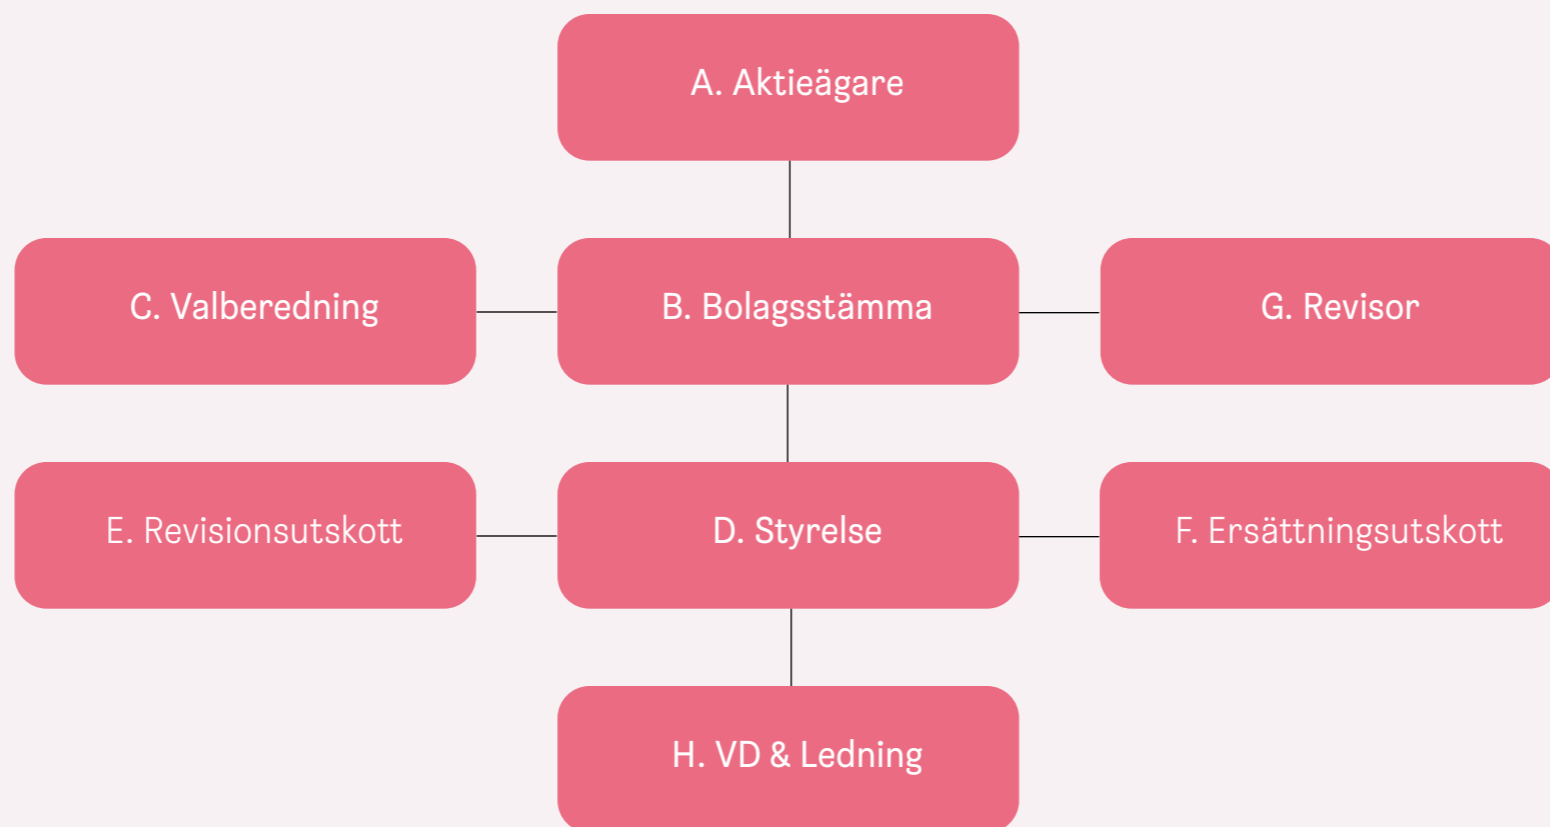 A. Aktieägare
C. Valberedning
B. Bolagsstämma
G. Revisor
E. Revisionsutskott
D. Styrelse
F. Ersättningsutskott
H. VD & Ledning